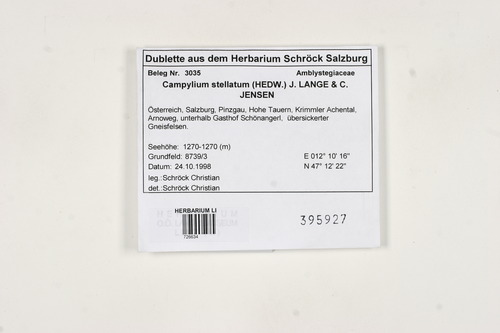 Dublette aus dem Herbarium Schröck Salzburg
Beleg Nr. 3035 Amblystegiaceae
Campylium stellatum (HEDW.) J. LANGE & C.
JENSEN
Österreich, Salzburg, Pinzgau, Hohe Tauern, Krimmler Achental,
Arnoweg, unterhalb Gasthof Schönangerl, übersickerter
Gneisfelsen.
Seehöhe: 1270-1270 (m)
Grundfeld: 8739/3 E 012° 10' 16"
Datum: 24.10.1998 N 47° 12' 22"
leg.:Schröck Christian
det.:Schröck Christian
HERBARIUM LI
726634
395927